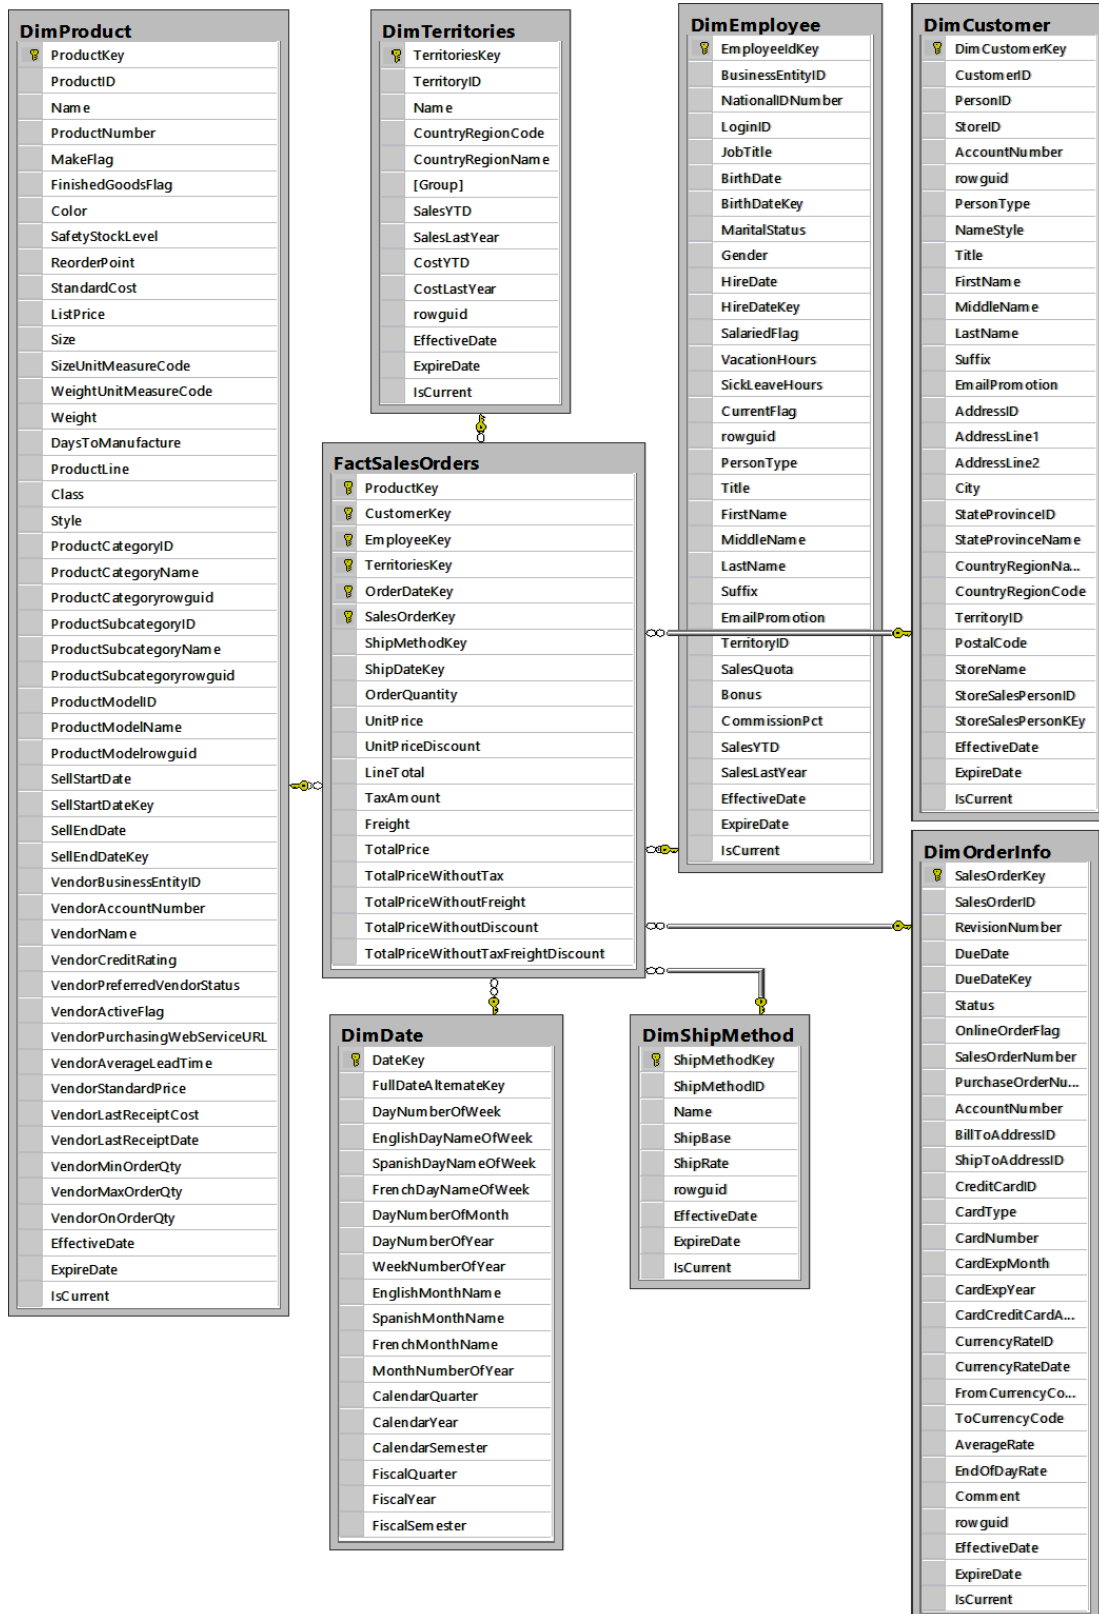 DimProduct
ProductKey
ProductID
Name
ProductNumber
MakeFlag
FinishedGoodsFlag
Color
SafetyStockLevel
ReorderPoint
StandardCost
ListPrice
Size
SizeUnitMeasureCode
WeightUnitMeasureCode
Weight
DaysToManufacture
ProductLine
Class
Style
ProductCategoryID
ProductCategoryName
ProductCategoryrowguid
ProductSubcategoryID
ProductSubcategoryName
ProductSubcategoryrowguid
ProductModelID
ProductModelName
ProductModelrowguid
SellStartDate
SellStartDateKey
SellEndDate
SellEndDateKey
VendorBusinessEntityID
VendorAccountNumber
VendorName
VendorCreditRating
VendorPreferredVendorStatus
VendorActiveFlag
VendorPurchasingWebServiceURL
VendorAverageLeadTime
VendorStandardPrice
VendorLastReceiptCost
VendorLastReceiptDate
VendorMinOrderQty
VendorMaxOrderQty
VendorOnOrderQty
EffectiveDate
ExpireDate
IsCurrent
DimTerritories
TerritoriesKey
TerritoryID
Name
CountryRegionCode
CountryRegionName
[Group]
SalesYTD
SalesLastYear
CostYTD
CostLastYear
rowguid
EffectiveDate
ExpireDate
IsCurrent
FactSalesOrders
ProductKey
CustomerKey
EmployeeKey
TerritoriesKey
OrderDateKey
SalesOrderKey
ShipMethodKey
ShipDateKey
OrderQuantity
UnitPrice
UnitPriceDiscount
LineTotal
TaxAmount
Freight
TotalPrice
TotalPriceWithoutTax
TotalPriceWithoutFreight
TotalPriceWithoutDiscount
TotalPriceWithoutTaxFreightDiscount
DimDate
DateKey
FullDateAlternateKey
DayNumberOfWeek
EnglishDayNameOfWeek
SpanishDayNameOfWeek
FrenchDayNameOfWeek
DayNumberOfMonth
DayNumberOfYear
WeekNumberOfYear
EnglishMonthName
SpanishMonthName
FrenchMonthName
MonthNumberOfYear
CalendarQuarter
CalendarYear
CalendarSemester
FiscalQuarter
FiscalYear
FiscalSemester
DimEmployee
EmployeeIdKey
BusinessEntityID
NationalIDNumber
LoginID
JobTitle
BirthDate
BirthDateKey
MaritalStatus
Gender
HireDate
HireDateKey
SalariedFlag
VacationHours
SickLeaveHours
CurrentFlag
rowguid
PersonType
Title
FirstName
MiddleName
LastName
Suffix
EmailPromotion
TerritoryID
SalesQuota
Bonus
CommissionPct
SalesYTD
SalesLastYear
EffectiveDate
ExpireDate
IsCurrent
DimShipMethod
ShipMethodKey
ShipMethodID
Name
ShipBase
ShipRate
rowguid
EffectiveDate
ExpireDate
IsCurrent
DimCustomer
DimCustomerKey
CustomerID
PersonID
StoreID
AccountNumber
rowguid
PersonType
NameStyle
Title
FirstName
MiddleName
LastName
Suffix
EmailPromotion
AddressID
AddressLine1
AddressLine2
City
StateProvinceID
StateProvinceName
CountryRegionNa...
CountryRegionCode
TerritoryID
PostalCode
StoreName
StoreSalesPersonID
StoreSalesPersonKEy
EffectiveDate
ExpireDate
IsCurrent
DimOrderInfo
SalesOrderKey
SalesOrderID
RevisionNumber
DueDate
DueDateKey
Status
OnlineOrderFlag
SalesOrderNumber
PurchaseOrderNu...
AccountNumber
BillToAddressID
ShipToAddressID
CreditCardID
CardType
CardNumber
CardExpMonth
CardExpYear
CardCreditCardA...
CurrencyRateID
CurrencyRateDate
FromCurrencyCo...
ToCurrencyCode
AverageRate
EndOfDayRate
Comment
rowguid
EffectiveDate
ExpireDate
IsCurrent